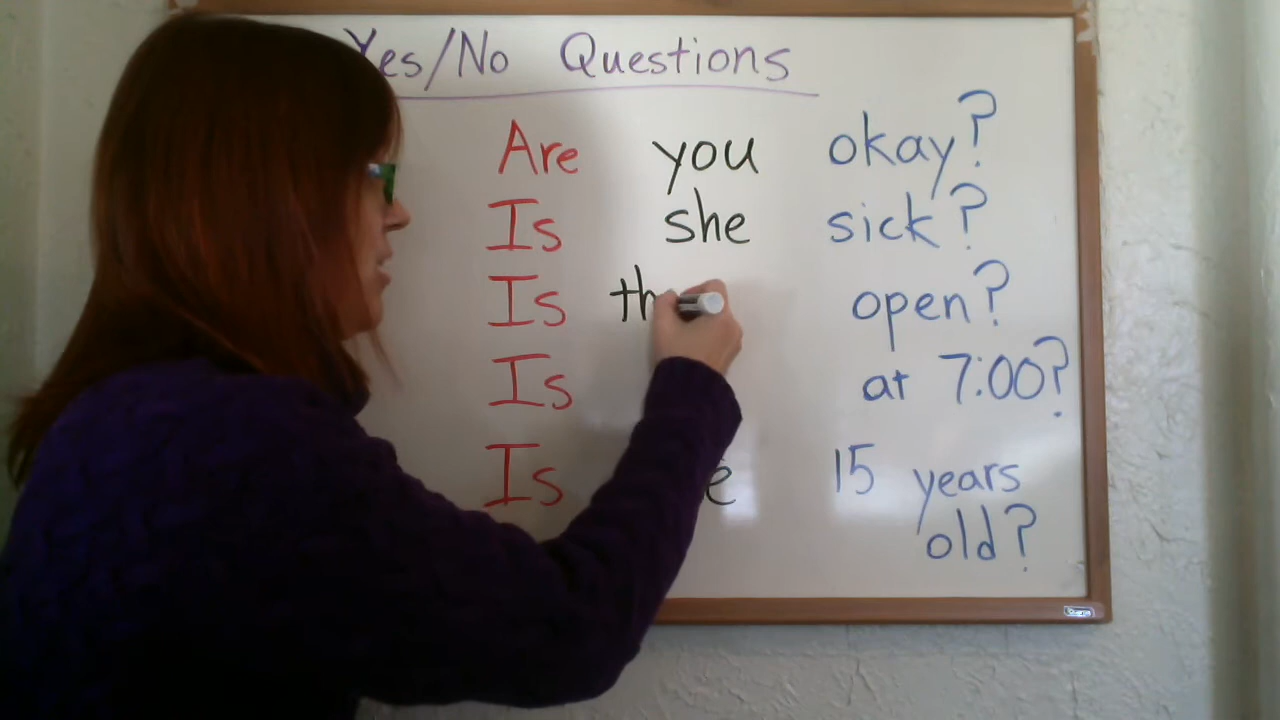 Yes/No Questions
Are you okay?
Is she sick?
Is th open?
Is at 7:00?
Is 15 years
old?